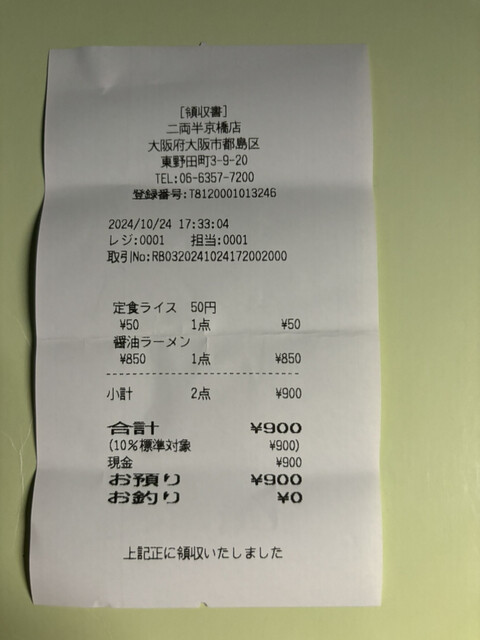 [領収書]
二両半京橋店
大阪府大阪市都島区
東野田町3-9-20
TEL:06-6357-7200
登録番号:T8120001013246
2024/10/24 17:33:04
レジ:0001 担当:0001
取引No:RB0320241024172002000
定食ライス 50円
¥50 1点 ¥50
醤油ラーメン
¥850 1点 ¥850
小計 2点 ¥900
合計 ¥900
(10%標準対象 ¥900)
現金 ¥900
お預り ¥900
お釣り ¥0
上記正に領収いたしました